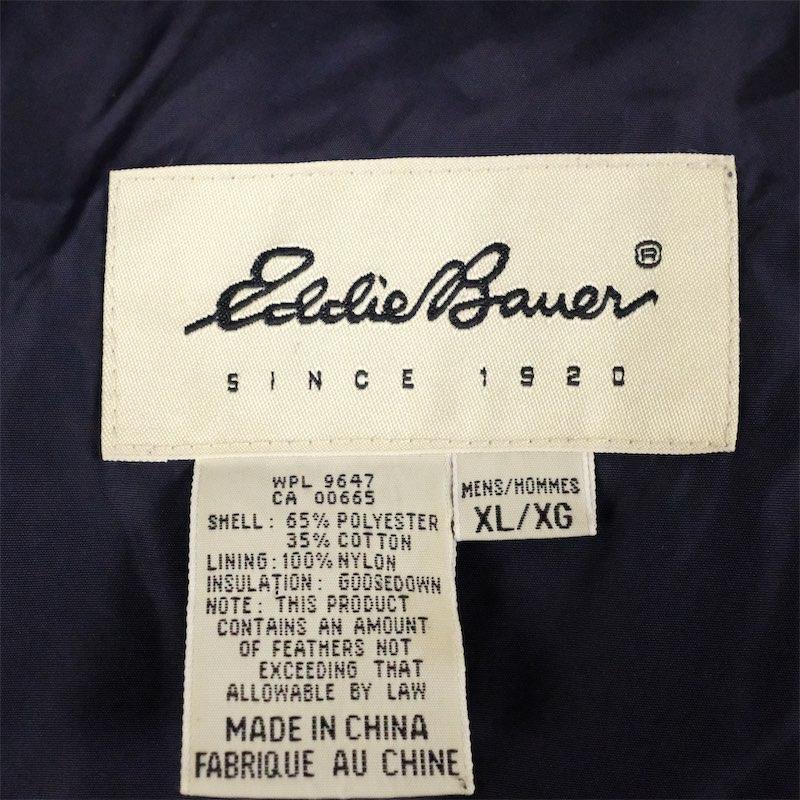 Eddie Bauer®
SINCE 1920
WPL 9647
CA 00665
SHELL: 65% POLYESTER
35% COTTON
LINING: 100% NYLON
INSULATION: GOOSEDOWN
NOTE: THIS PRODUCT
CONTAINS AN AMOUNT
OF FEATHERS NOT
EXCEEDING THAT
ALLOWABLE BY LAW
MADE IN CHINA
FABRIQUE AU CHINE
MENS/HOMMES
XL/XG